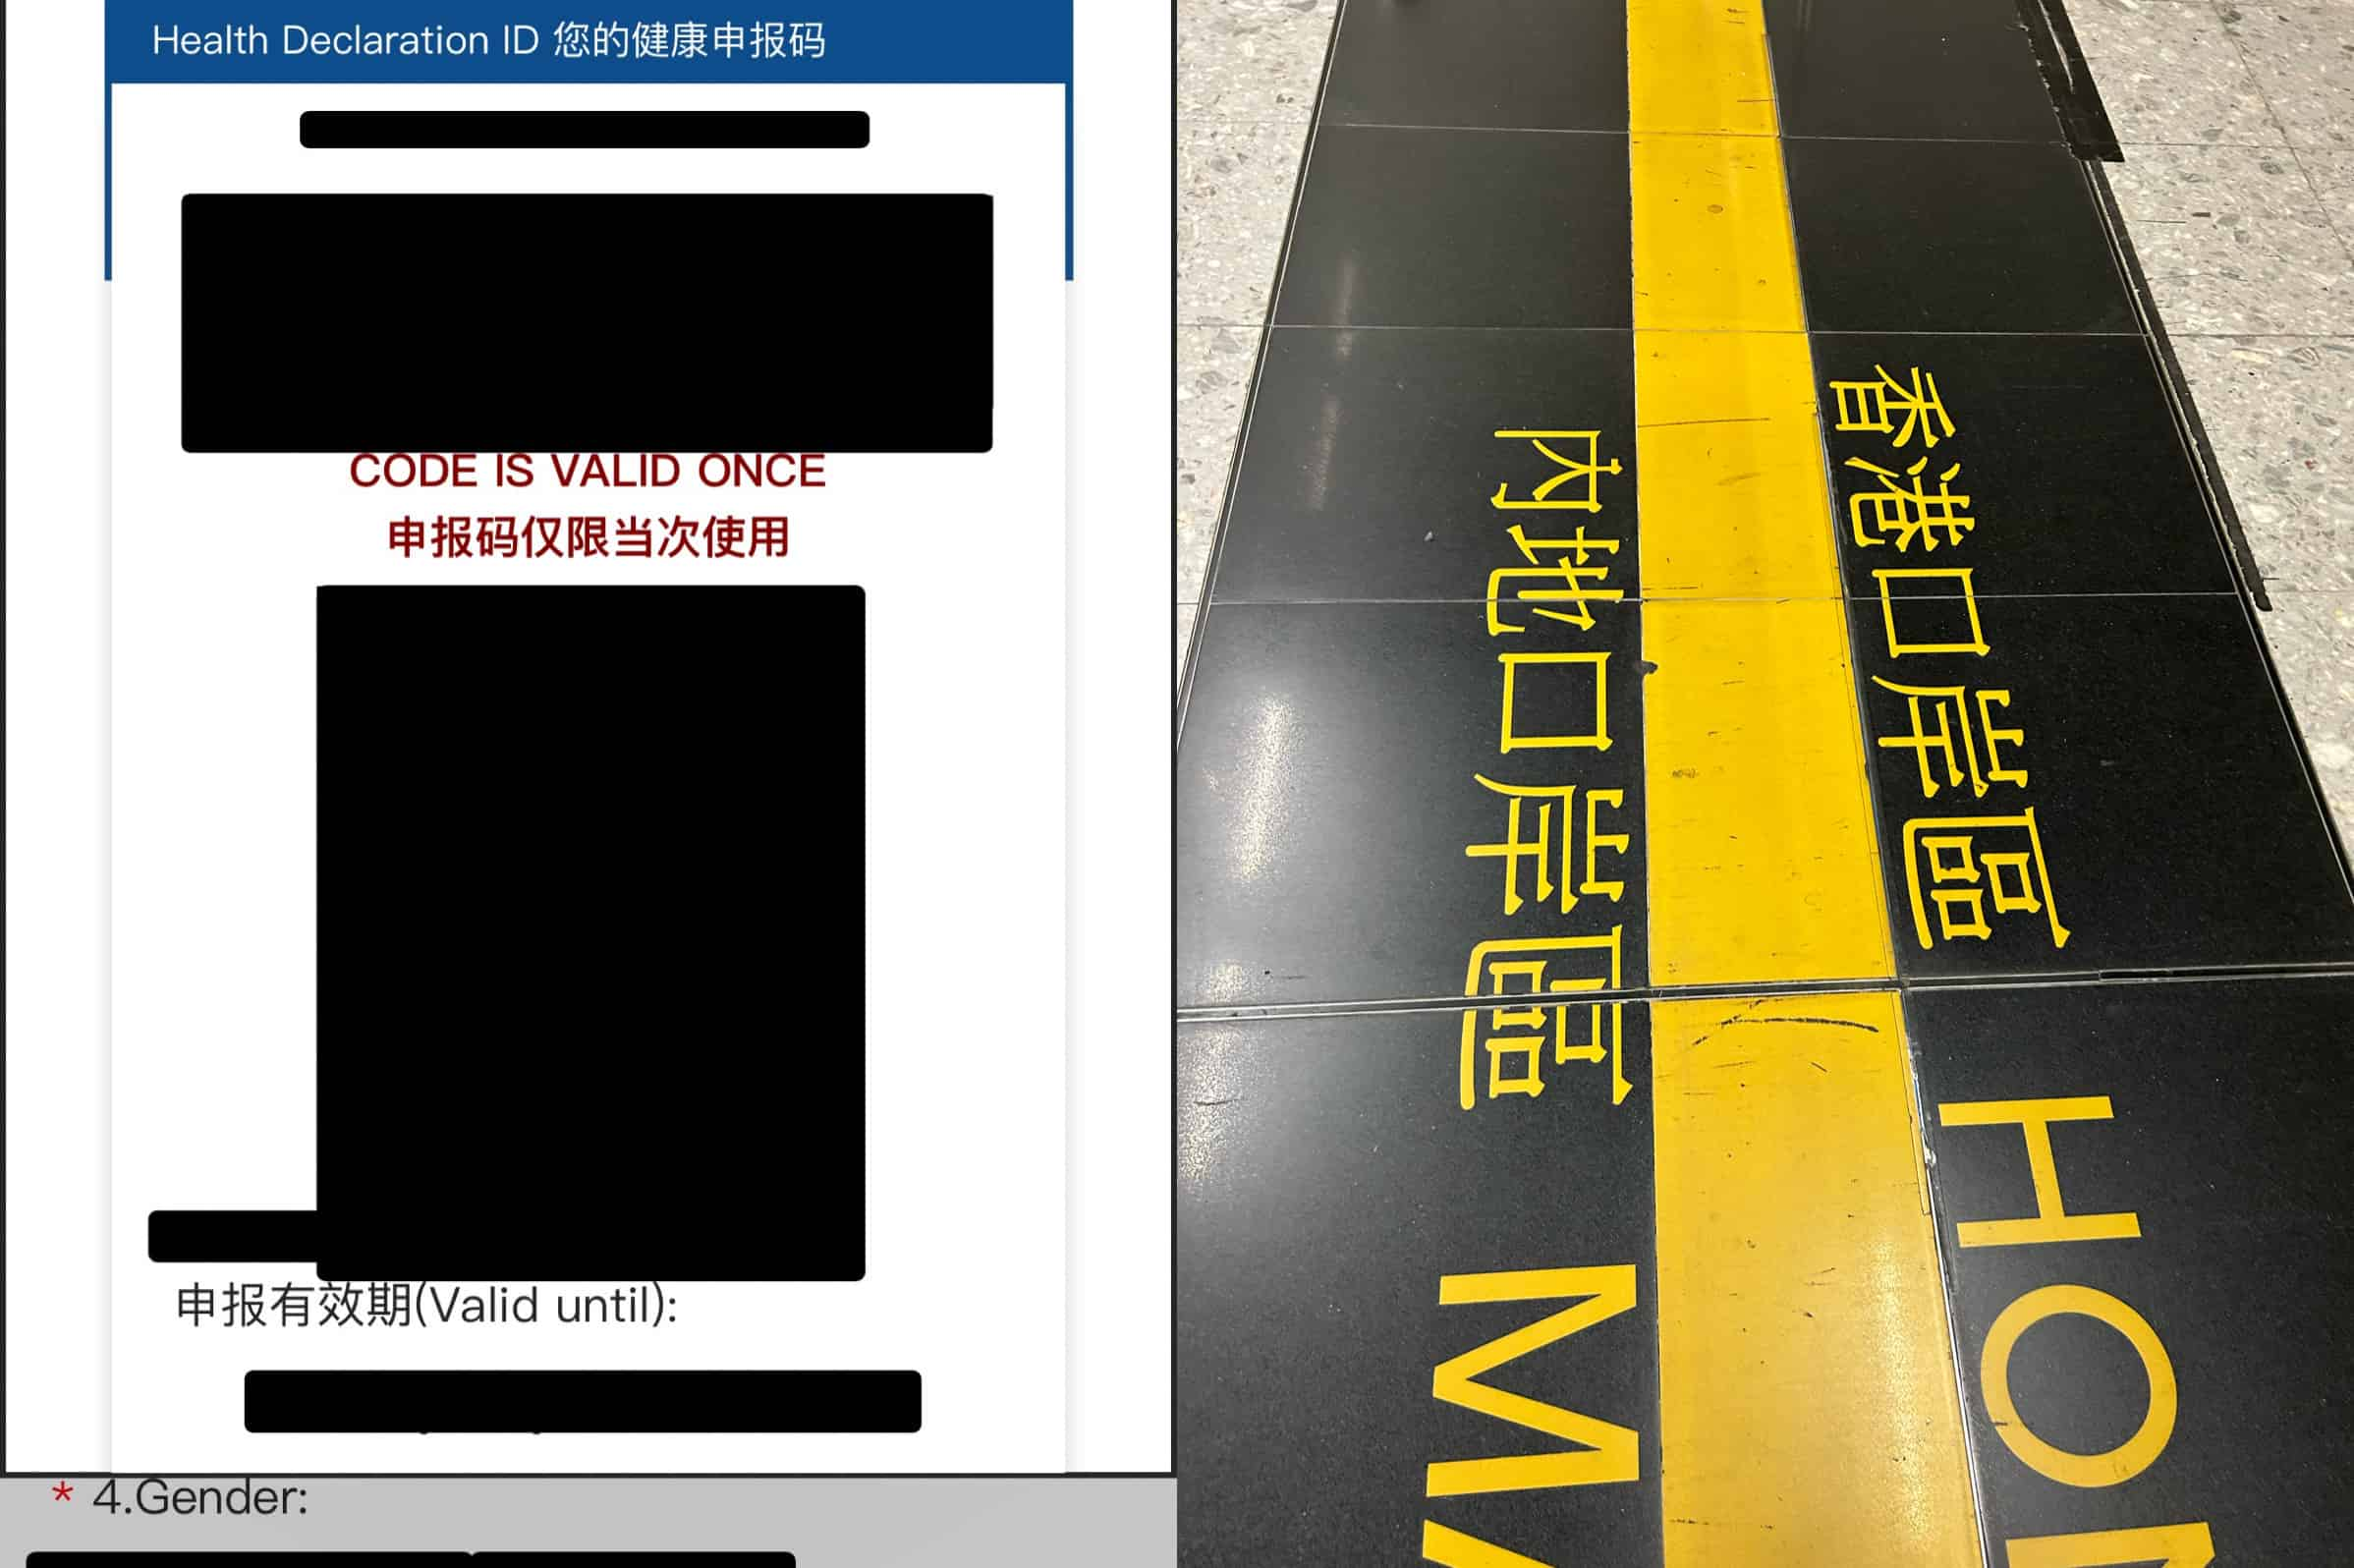 Health Declaration ID 您的健康申报码
CODE IS VALID ONCE
申报码仅限当次使用
申报有效期(Valid until):
* 4.Gender:
香港口岸區
內地口岸區
HO
M